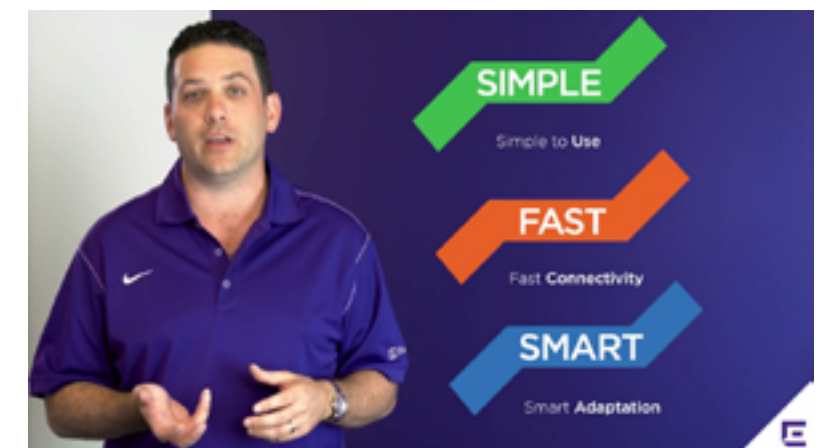 SIMPLE
Simple to Use
FAST
Fast Connectivity
SMART
Smart Adaptation
E